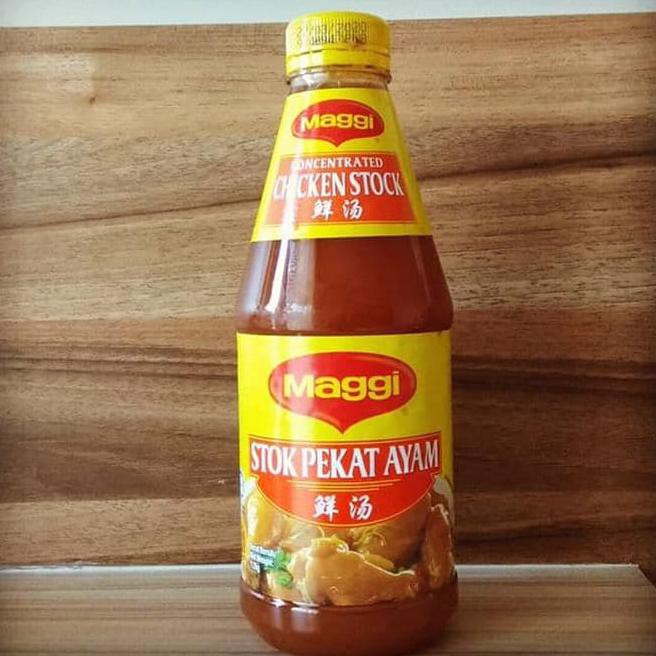 Maggi
CONCENTRATED
CHICKEN STOCK
鲜汤
Maggi
STOK PEKAT AYAM
鲜汤